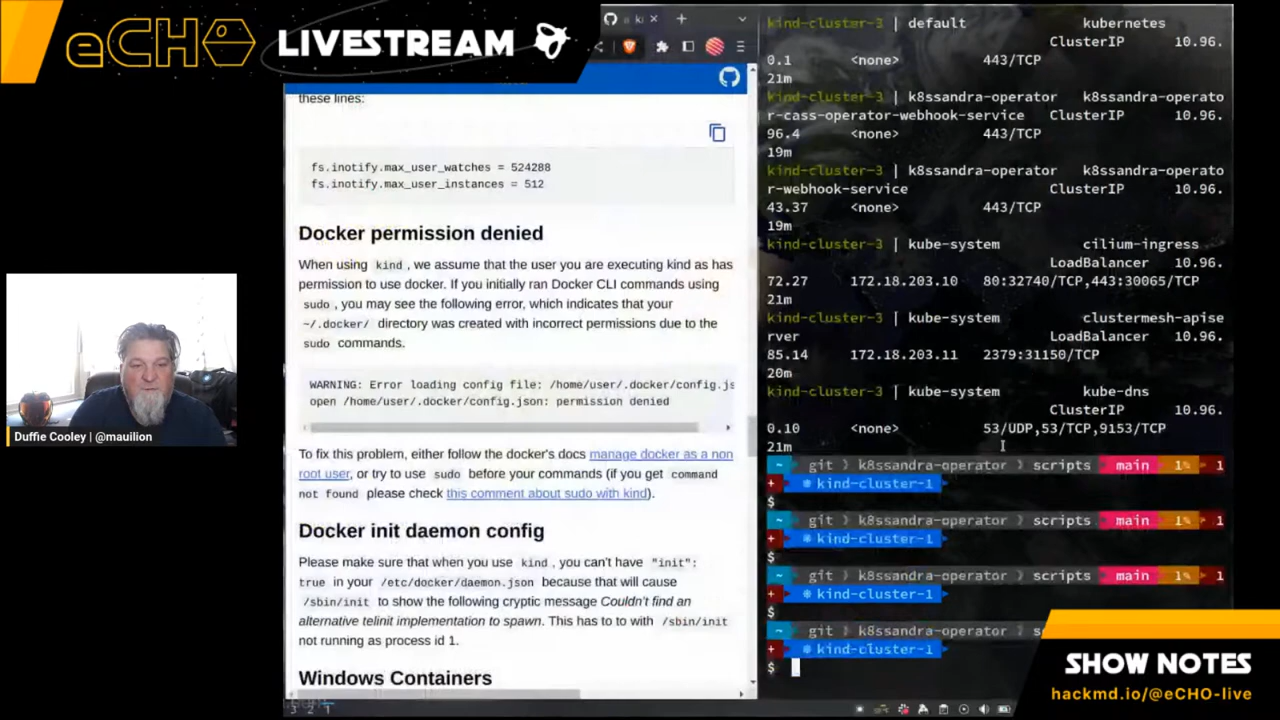 eCHO LIVESTREAM
these lines:
fs.inotify.max_user_watches = 524288
fs.inotify.max_user_instances = 512
Docker permission denied
When using kind, we assume that the user you are executing kind as has
permission to use docker. If you initially ran Docker CLI commands using
sudo, you may see the following error, which indicates that your
~/.docker/ directory was created with incorrect permissions due to the
sudo commands.
WARNING: Error loading config file: /home/user/.docker/config.js
open /home/user/.docker/config.json: permission denied
To fix this problem, either follow the docker's docs manage docker as a non
root user, or try to use sudo before your commands (if you get command
not found please check this comment about sudo with kind).
Docker init daemon config
Please make sure that when you use kind, you can't have "init":
true in your /etc/docker/daemon.json because that will cause
/sbin/init to show the following cryptic message Couldn't find an
alternative telinit implementation to spawn. This has to to with /sbin/init
not running as process id 1.
Windows Containers
3 2 1
kind-cluster-3 | default kubernetes
ClusterIP 10.96.
0.1 <none> 443/TCP
21m
kind-cluster-3 | k8ssandra-operator k8ssandra-operato
r-cass-operator-webhook-service ClusterIP 10.
96.4 <none> 443/TCP
19m
kind-cluster-3 | k8ssandra-operator k8ssandra-operato
r-webhook-service ClusterIP 10.96.
43.37 <none> 443/TCP
19m
kind-cluster-3 | kube-system cilium-ingress
LoadBalancer 10.96.
72.27 172.18.203.10 80:32740/TCP,443:30065/TCP
21m
kind-cluster-3 | kube-system clustermesh-apise
rver LoadBalancer 10.96.
85.14 172.18.203.11 2379:31150/TCP
20m
kind-cluster-3 | kube-system kube-dns
ClusterIP 10.96.
0.10 <none> 53/UDP,53/TCP,9153/TCP
21m
~ git k8ssandra-operator scripts main 1% 1
+ kind-cluster-1
$
~ git k8ssandra-operator scripts main 1% 1
+ kind-cluster-1
$
~ git k8ssandra-operator scripts main 1% 1
+ kind-cluster-1
$
~ git k8ssandra-operator sc
+ kind-cluster-1
$
Duffie Cooley | @mauilion
SHOW NOTES
hackmd.io/@eCHO-live